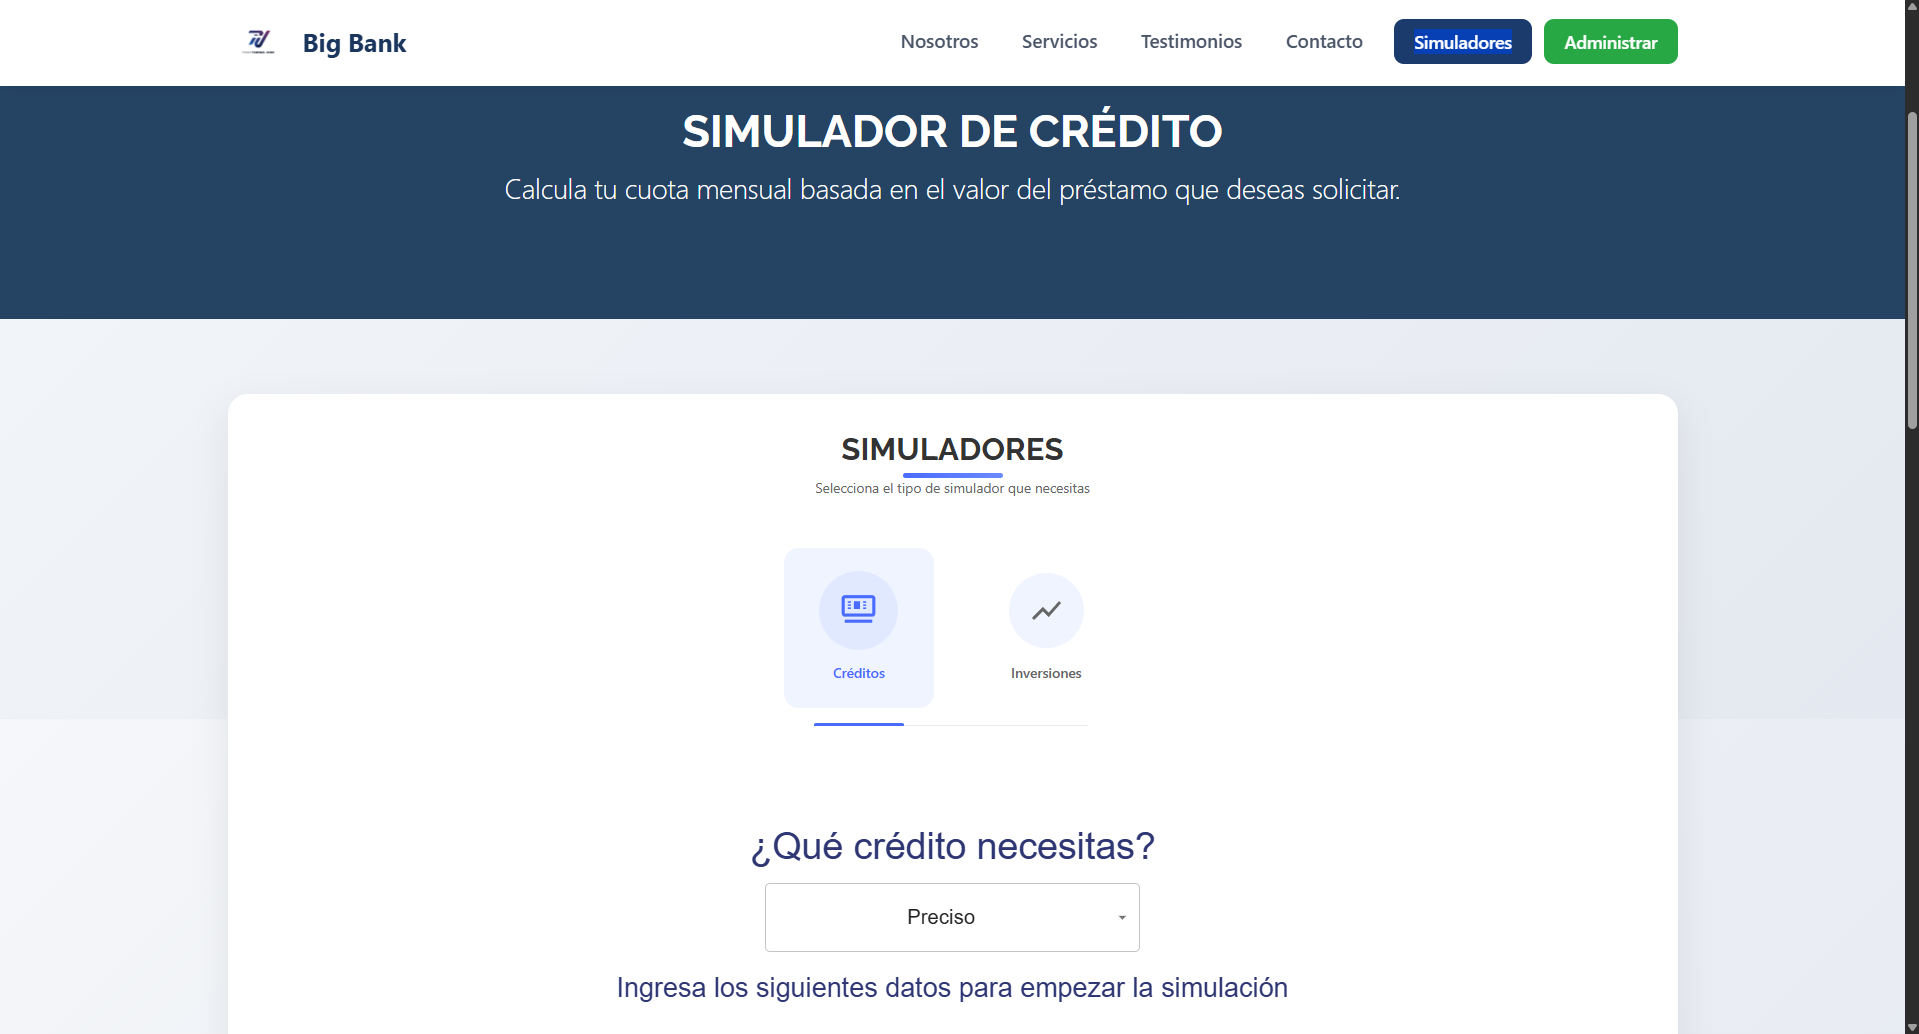 Big Bank
Nosotros
Servicios
Testimonios
Contacto
Simuladores
Administrar
SIMULADOR DE CRÉDITO
Calcula tu cuota mensual basada en el valor del préstamo que deseas solicitar.
SIMULADORES
Selecciona el tipo de simulador que necesitas
Créditos
Inversiones
¿Qué crédito necesitas?
Preciso
Ingresa los siguientes datos para empezar la simulación